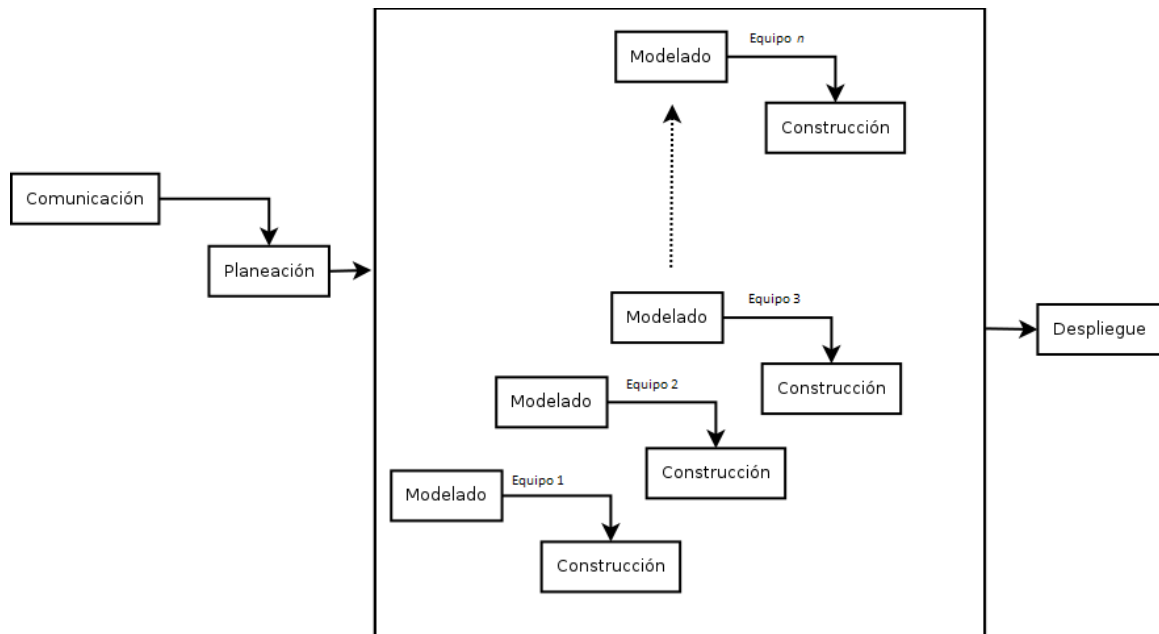 Comunicación
Planeación
Modelado
Equipo n
Construcción
Modelado
Equipo 3
Construcción
Modelado
Equipo 2
Construcción
Modelado
Equipo 1
Construcción
Despliegue